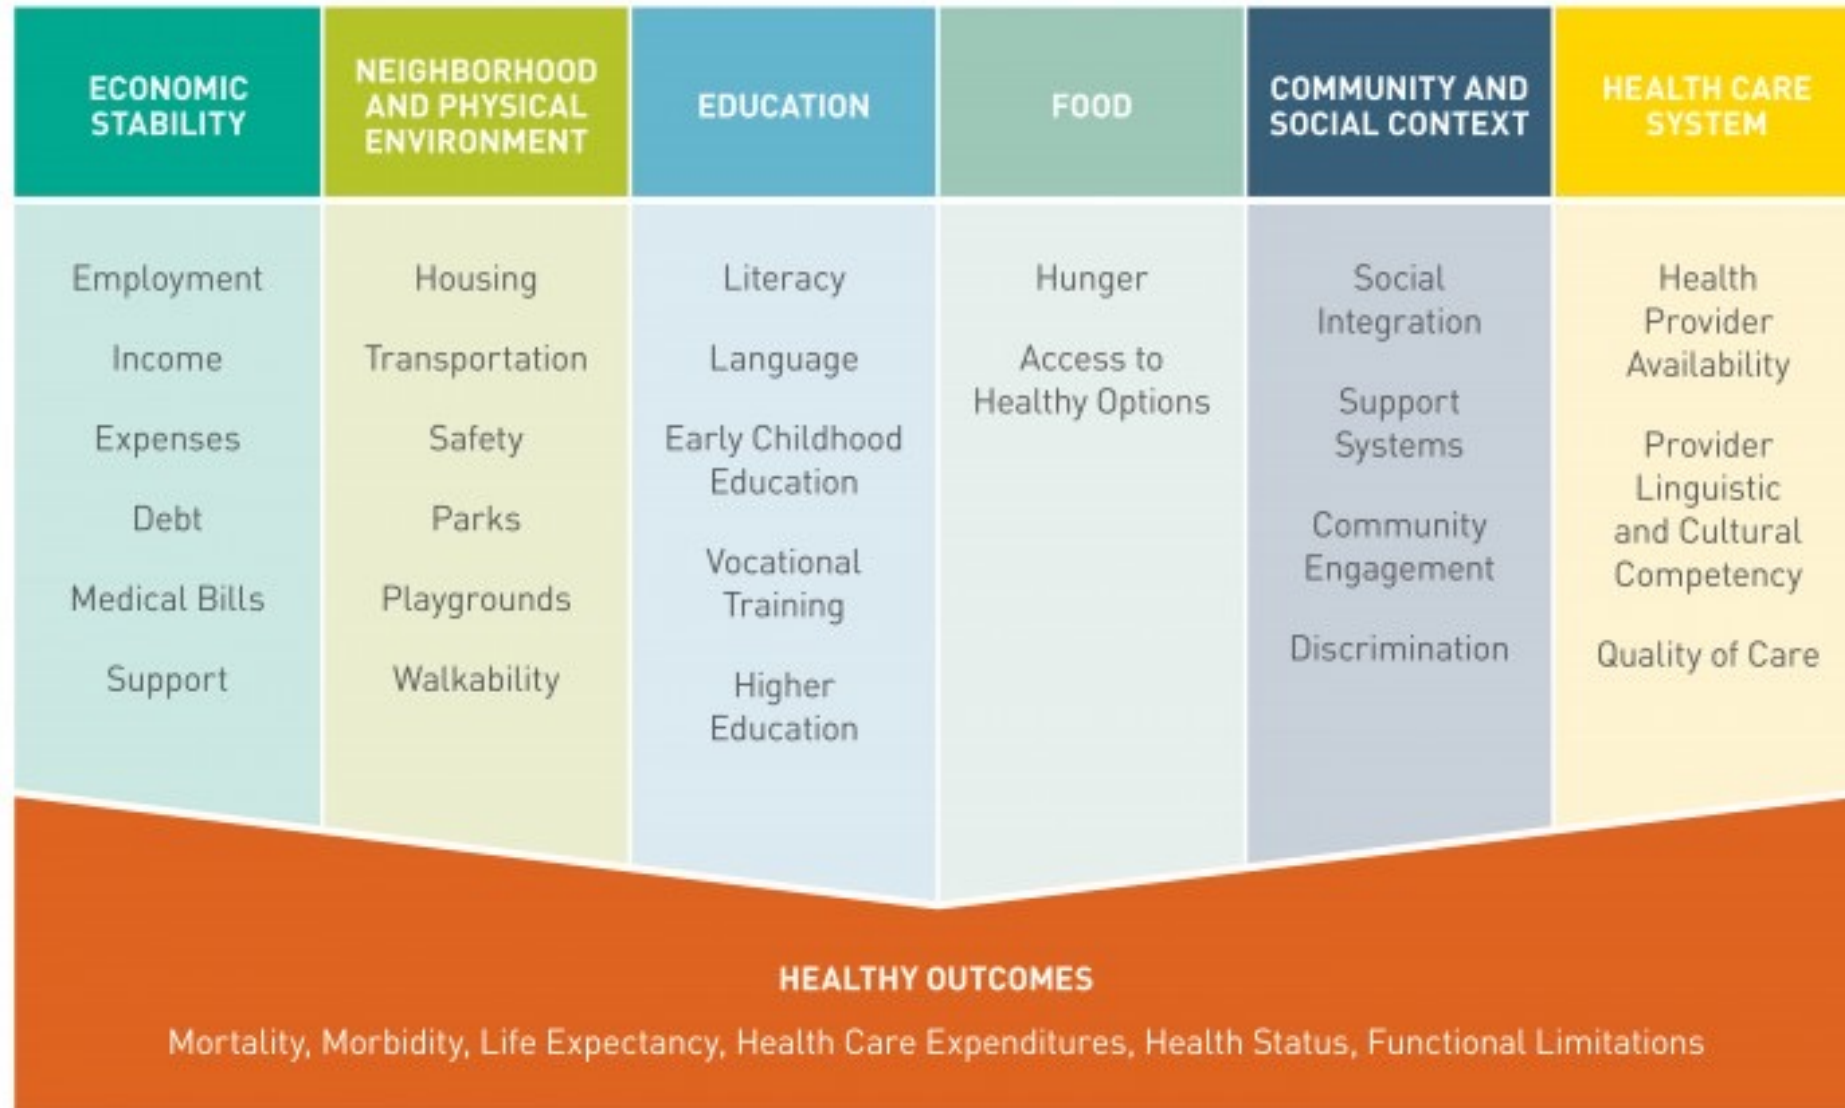 ECONOMIC
STABILITY
NEIGHBORHOOD
AND PHYSICAL
ENVIRONMENT
EDUCATION
FOOD
COMMUNITY AND
SOCIAL CONTEXT
HEALTH CARE
SYSTEM
Employment
Income
Expenses
Debt
Medical Bills
Support
Housing
Transportation
Safety
Parks
Playgrounds
Walkability
Literacy
Language
Early Childhood
Education
Vocational
Training
Higher
Education
Hunger
Access to
Healthy Options
Social
Integration
Support
Systems
Community
Engagement
Discrimination
Health
Provider
Availability
Provider
Linguistic
and Cultural
Competency
Quality of Care
HEALTHY OUTCOMES
Mortality, Morbidity, Life Expectancy, Health Care Expenditures, Health Status, Functional Limitations